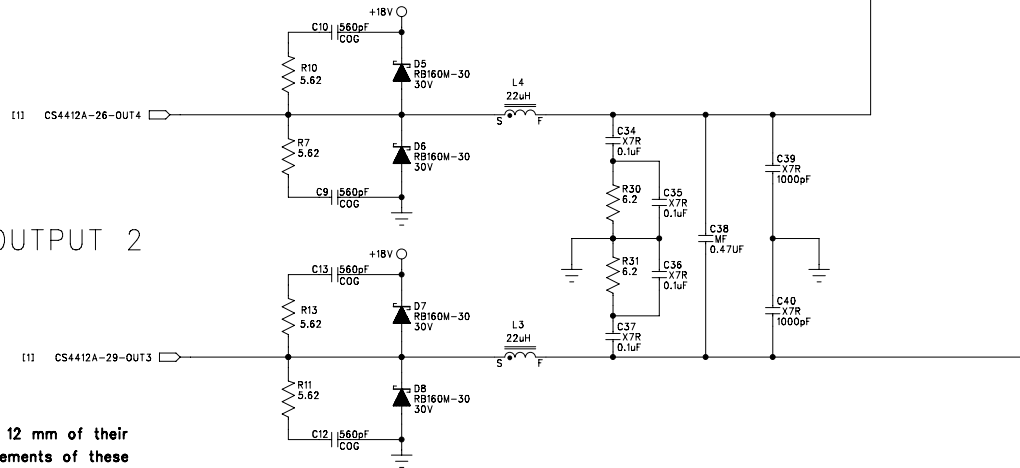 +18V
C10 560pF
COG
R10
5.62
D5
RB160M-30
30V
L4
22uH
[1] CS4412A-26-OUT4
S F
R7
5.62
D6
RB160M-30
30V
C9 560pF
COG
C34
X7R
0.1uF
C39
X7R
1000pF
R30
6.2
C35
X7R
0.1uF
OUTPUT 2
C38
MF
0.47UF
+18V
C13 560pF
COG
R31
6.2
C36
X7R
0.1uF
R13
5.62
D7
RB160M-30
30V
L3
22uH
C37
X7R
0.1uF
C40
X7R
1000pF
[1] CS4412A-29-OUT3
S F
R11
5.62
D8
RB160M-30
30V
C12 560pF
COG
12 mm of their
ements of these